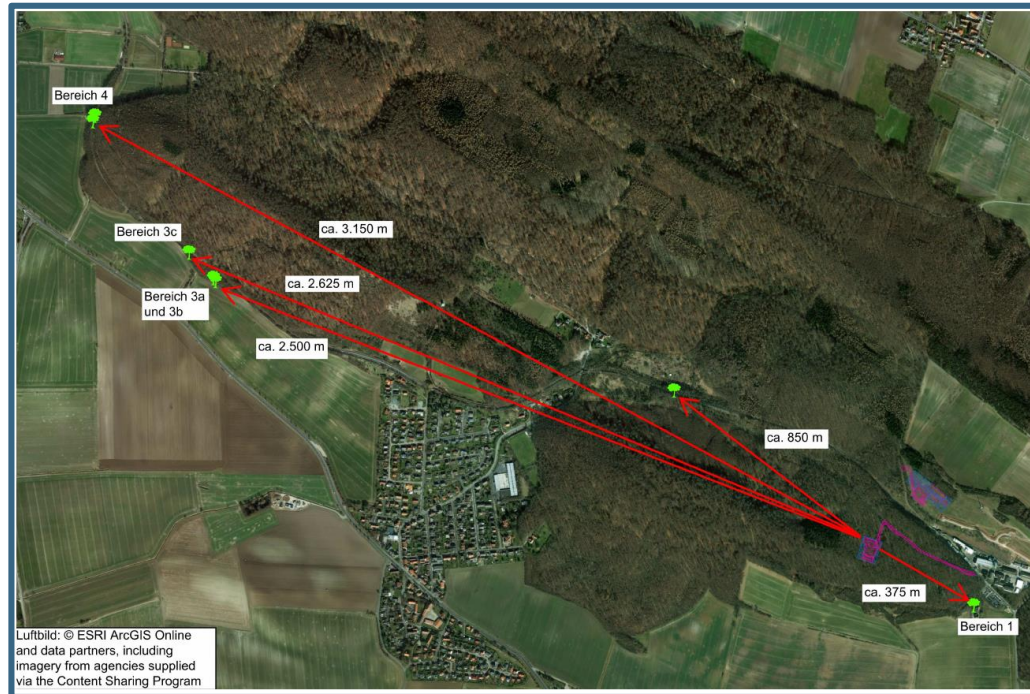 Bereich 4
ca. 3.150 m
Bereich 3c
ca. 2.625 m
Bereich 3a
und 3b
ca. 2.500 m
ca. 850 m
ca. 375 m
Bereich 1
Luftbild: © ESRI ArcGIS Online
and data partners, including
imagery from agencies supplied
via the Content Sharing Program